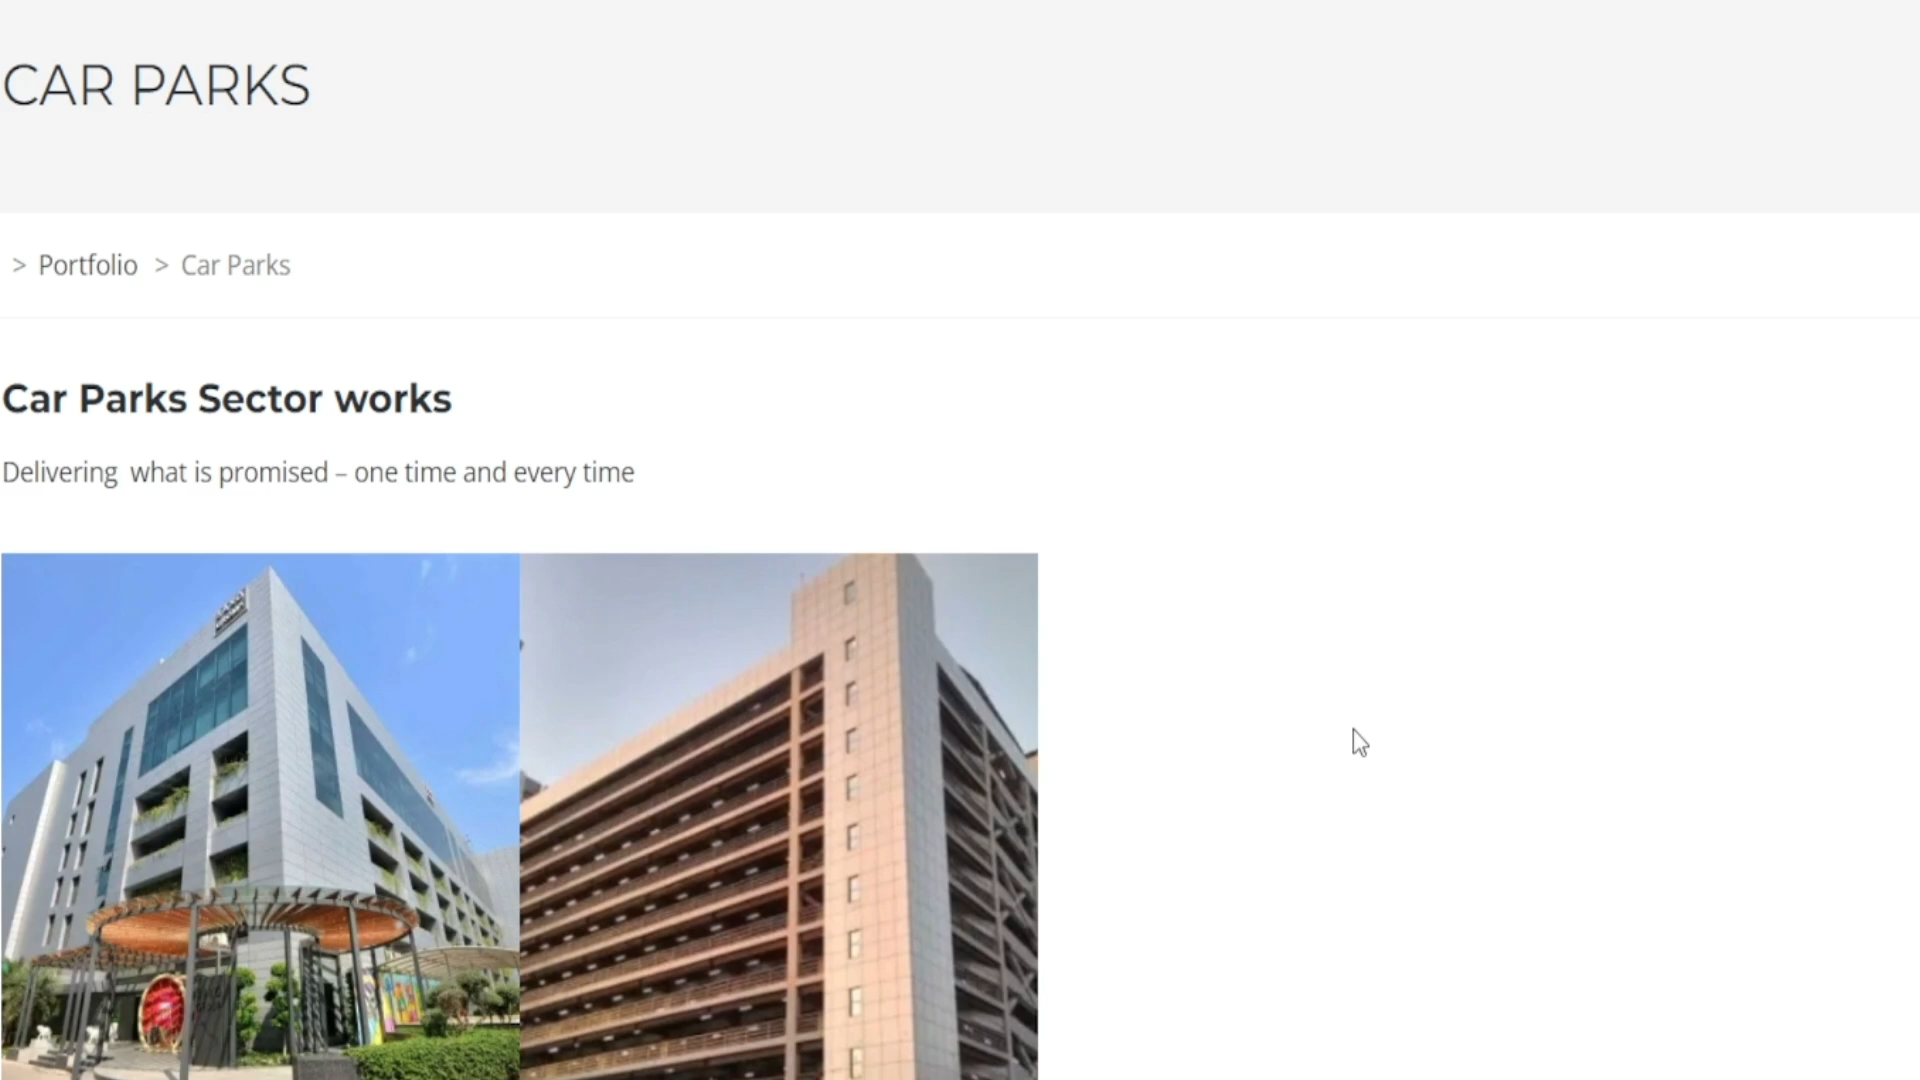 CAR PARKS
> Portfolio > Car Parks
Car Parks Sector works
Delivering what is promised – one time and every time